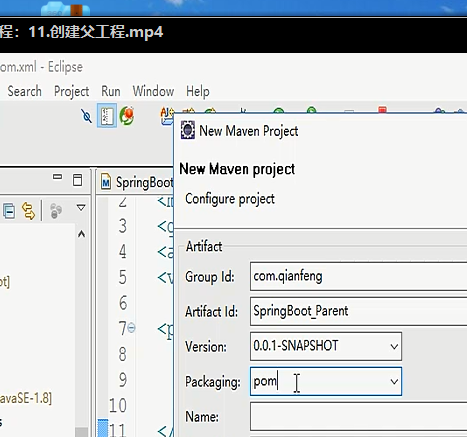 程：11.创建父工程.mp4
om.xml - Eclipse
Search Project Run Window Help
New Maven Project
New Maven project
Configure project
Artifact
Group Id: com.qianfeng
Artifact Id: SpringBoot_Parent
Version: 0.0.1-SNAPSHOT
Packaging: pom
Name:
SpringBoot
2 <m
3 <g
4 <a
5 <v
6
7 <p
8
9
10
11 </
ot]
avaSE-1.8]
s